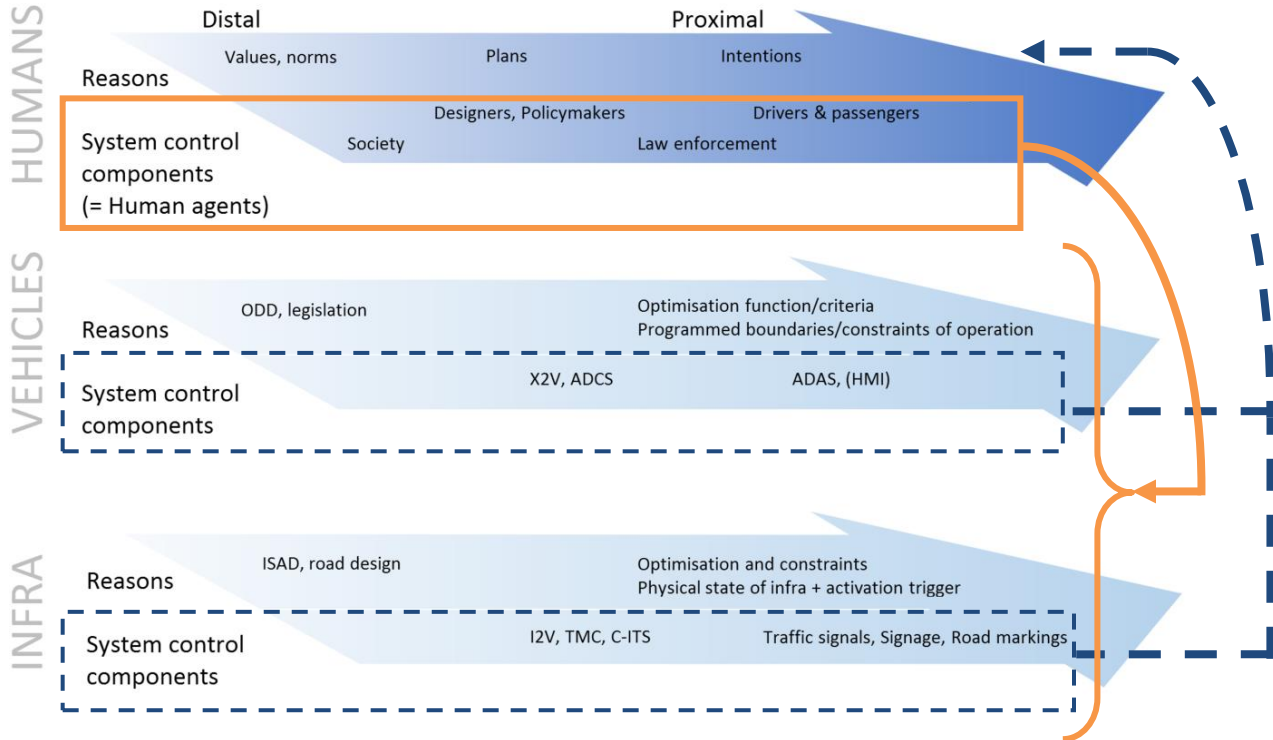 HUMANS
Distal
Proximal
Values, norms
Plans
Intentions
Reasons
Designers, Policymakers
Drivers & passengers
System control
components
(= Human agents)
Society
Law enforcement
VEHICLES
ODD, legislation
Optimisation function/criteria
Programmed boundaries/constraints of operation
Reasons
X2V, ADCS
ADAS, (HMI)
System control
components
INFRA
ISAD, road design
Optimisation and constraints
Physical state of infra + activation trigger
Reasons
I2V, TMC, C-ITS
Traffic signals, Signage, Road markings
System control
components